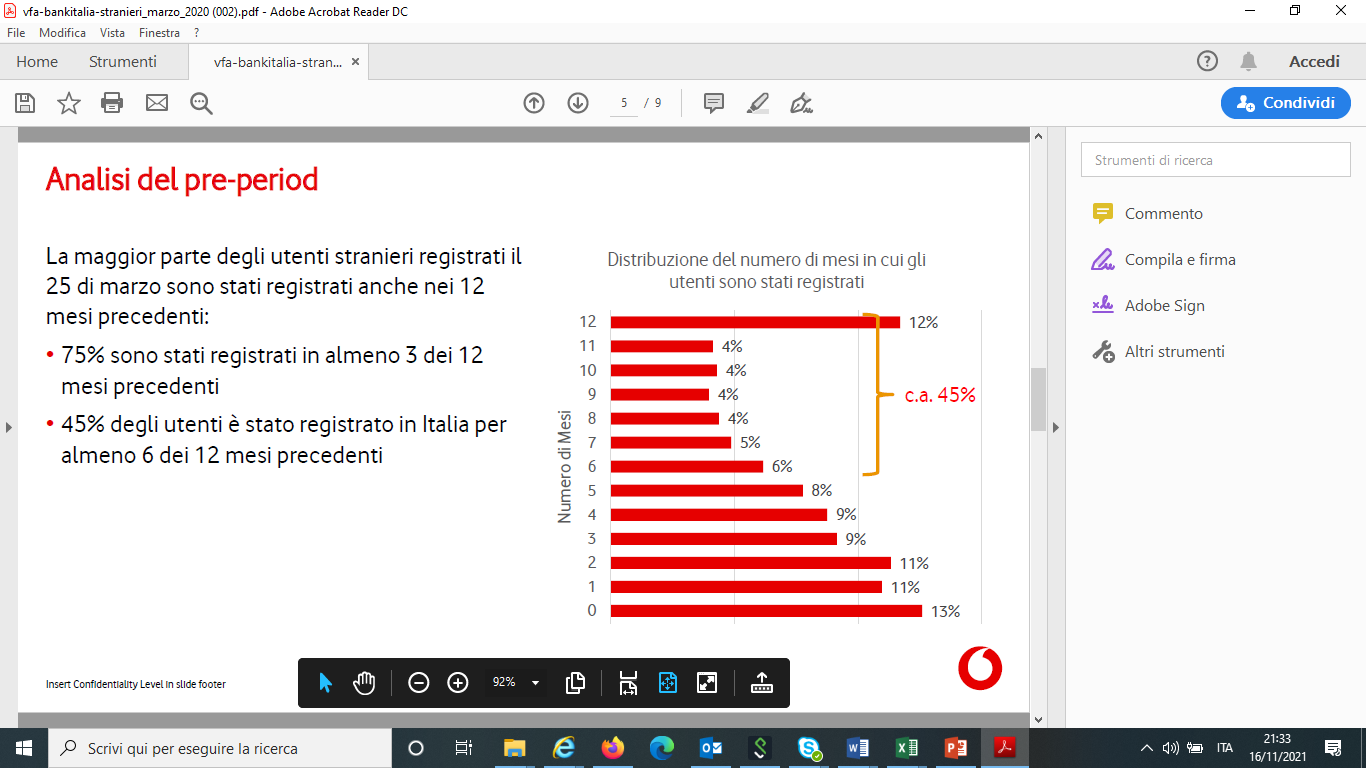 vfa-bankitalia-stranieri_marzo_2020 (002).pdf - Adobe Acrobat Reader DC
File Modifica Vista Finestra ?
Home Strumenti vfa-bankitalia-stran... × Accedi
5 / 9 Condividi
Analisi del pre-period
La maggior parte degli utenti stranieri registrati il
25 di marzo sono stati registrati anche nei 12
mesi precedenti:
• 75% sono stati registrati in almeno 3 dei 12
mesi precedenti
• 45% degli utenti è stato registrato in Italia per
almeno 6 dei 12 mesi precedenti
Distribuzione del numero di mesi in cui gli
utenti sono stati registrati
Numero di Mesi
12 12%
11 4%
10 4%
9 4%
8 4%
7 5%
6 6%
5 8%
4 9%
3 9%
2 11%
1 11%
0 13%
c.a. 45%
Insert Confidentiality Level in slide footer
92%
Strumenti di ricerca
Commento
Compila e firma
Adobe Sign
Altri strumenti
Scrivi qui per eseguire la ricerca
ITA
21:33
16/11/2021